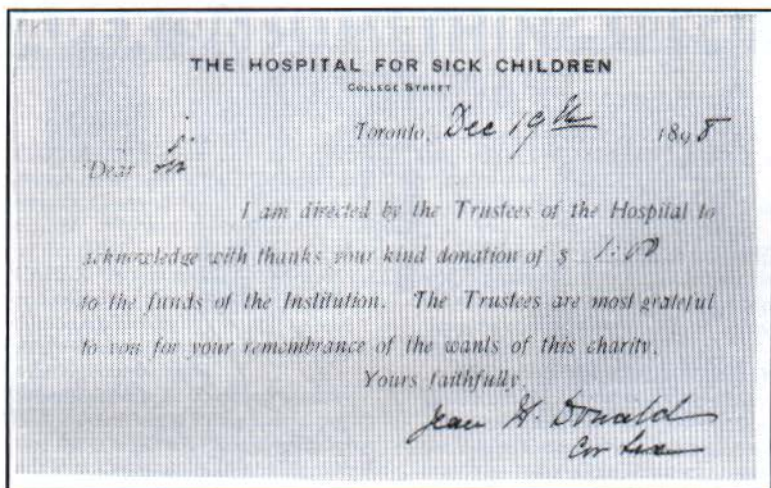 THE HOSPITAL FOR SICK CHILDREN
COLLEGE STREET
Toronto, Dec 19th 1898
Dear Sir
I am directed by the Trustees of the Hospital to
acknowledge with thanks your kind donation of $ 1.00
to the funds of the Institution. The Trustees are most grateful
to you for your remembrance of the wants of this charity.
Yours faithfully,
Jean H. Donald
Cor Sec